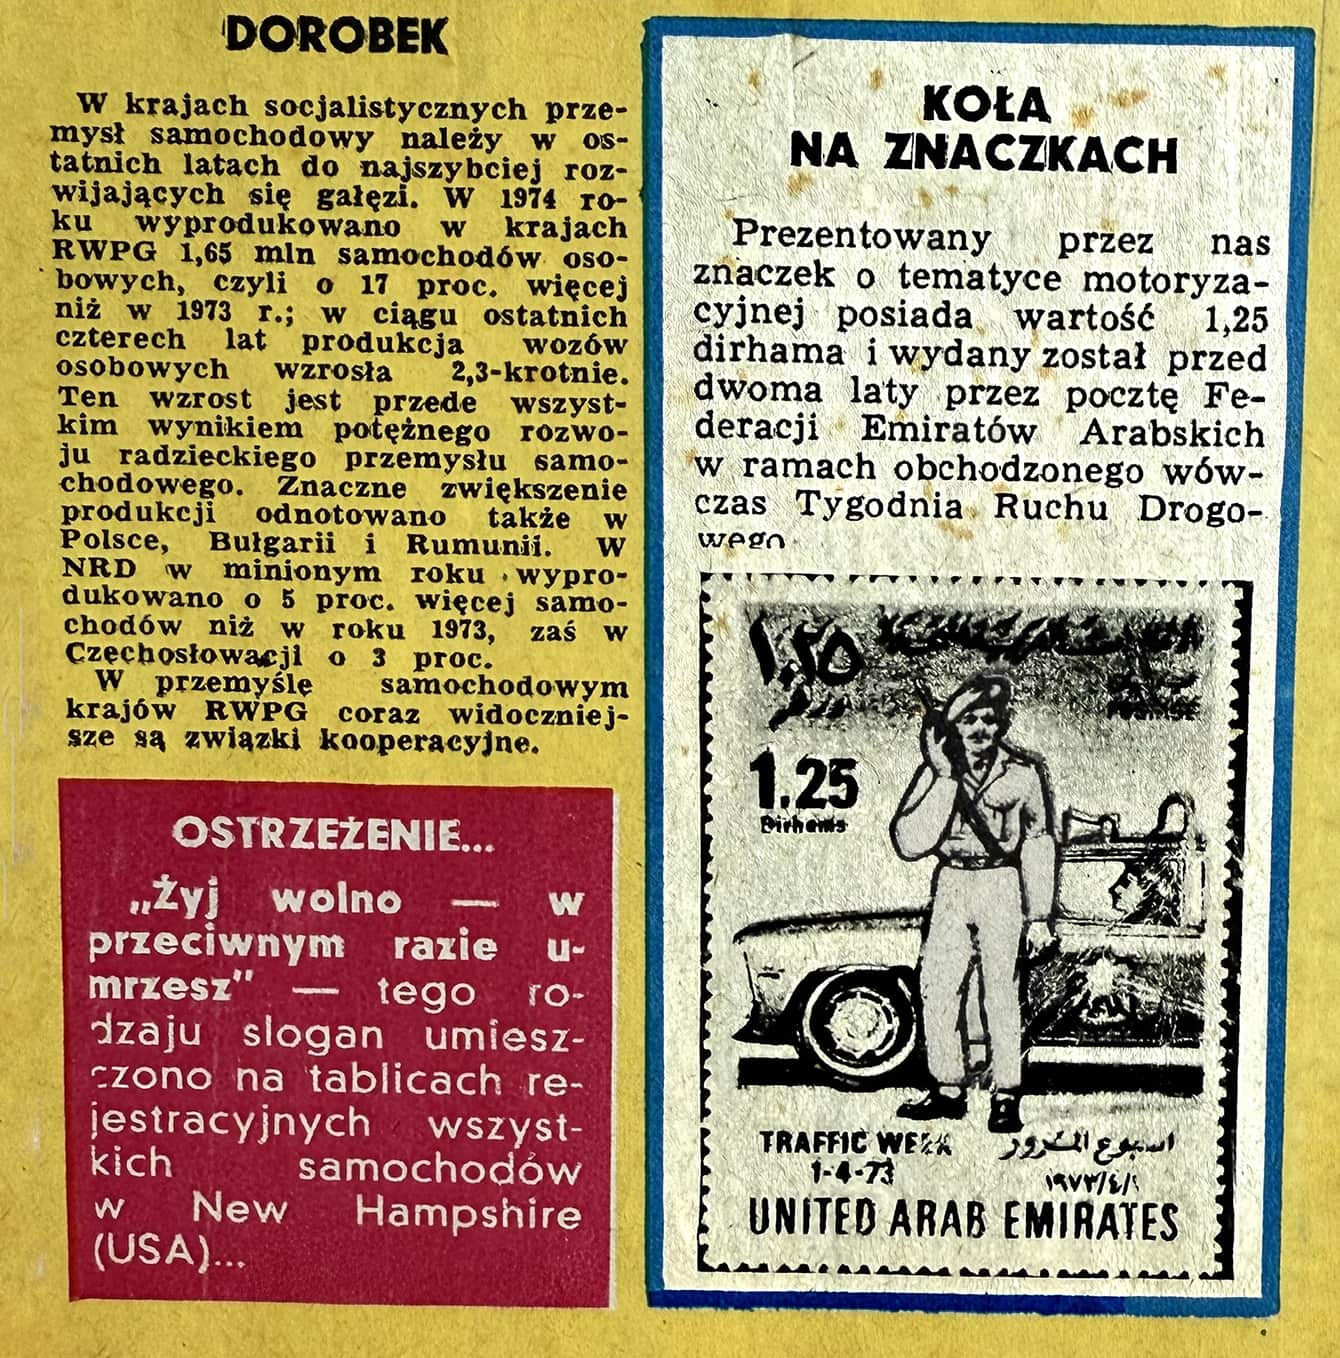 DOROBEK
W krajach socjalistycznych prze-
mysł samochodowy należy w os-
tatnich latach do najszybciej roz-
wijających się gałęzi. W 1974 ro-
ku wyprodukowano w krajach
RWPG 1,65 mln samochodów oso-
bowych, czyli o 17 proc. więcej
niż w 1973 r.; w ciągu ostatnich
czterech lat produkcja wozów
osobowych wzrosła 2,3-krotnie.
Ten wzrost jest przede wszyst-
kim wynikiem potężnego rozwo-
ju radzieckiego przemysłu samo-
chodowego. Znaczne zwiększenie
produkcji odnotowano także w
Polsce, Bułgarii i Rumunii. W
NRD w minionym roku wypro-
dukowano o 5 proc. więcej samo-
chodów niż w roku 1973, zaś w
Czechosłowacji o 3 proc.
W przemyśle samochodowym
krajów RWPG coraz widoczniej-
sze są związki kooperacyjne.
OSTRZEŻENIE...
„Żyj wolno — w
przeciwnym razie u-
mrzesz" — tego ro-
dzaju slogan umiesz-
czono na tablicach re-
jestracyjnych wszyst-
kich samochodów
w New Hampshire
(USA)...
KOŁA
NA ZNACZKACH
Prezentowany przez nas
znaczek o tematyce motoryza-
cyjnej posiada wartość 1,25
dirhama i wydany został przed
dwoma laty przez pocztę Fe-
deracji Emiratów Arabskich
w ramach obchodzonego wów-
czas Tygodnia Ruchu Drogo-
wego
١,٢٥
1.25
Dirhams
TRAFFIC WEEK اسبوع المرور
1-4-73 ١٩٧٣/٤/١
UNITED ARAB EMIRATES